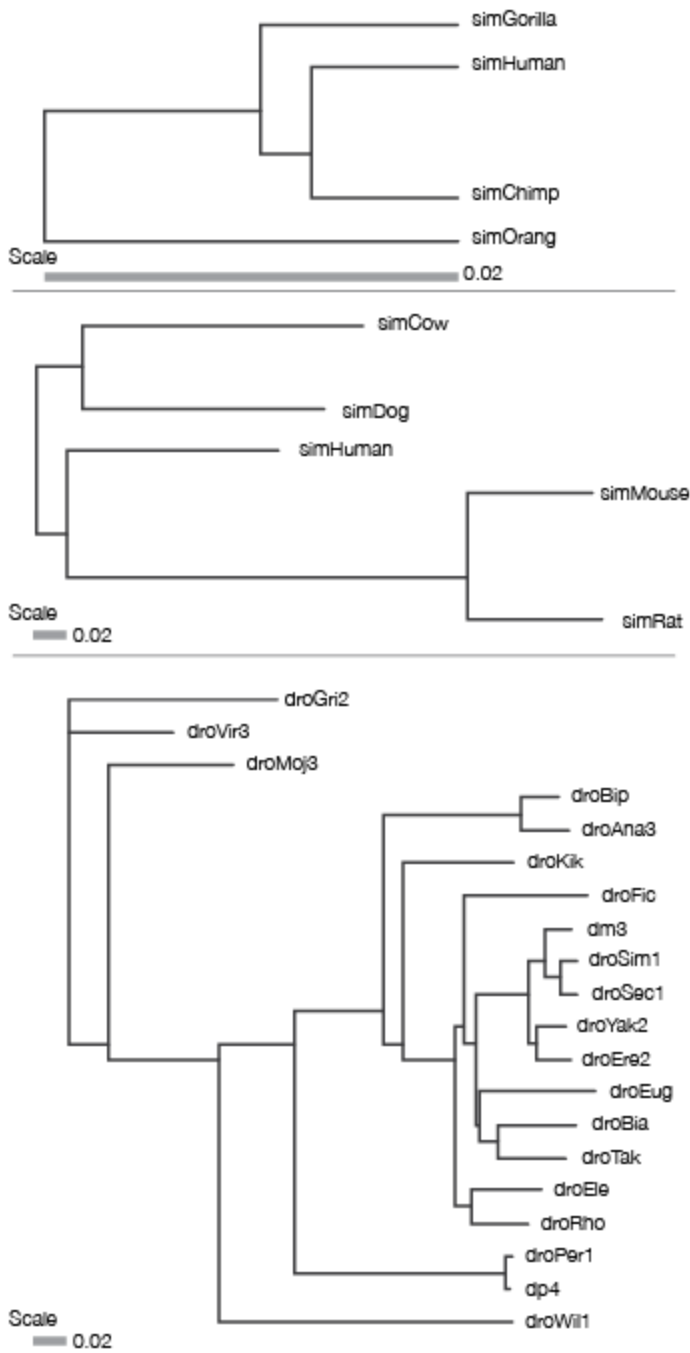 simGorilla
simHuman
simChimp
simOrang
Scale
0.02
simCow
simDog
simHuman
simMouse
simRat
Scale
0.02
droGri2
droVir3
droMoj3
droBip
droAna3
droKik
droFic
dm3
droSim1
droSec1
droYak2
droEre2
droEug
droBia
droTak
droEle
droRho
droPer1
dp4
droWil1
Scale
0.02